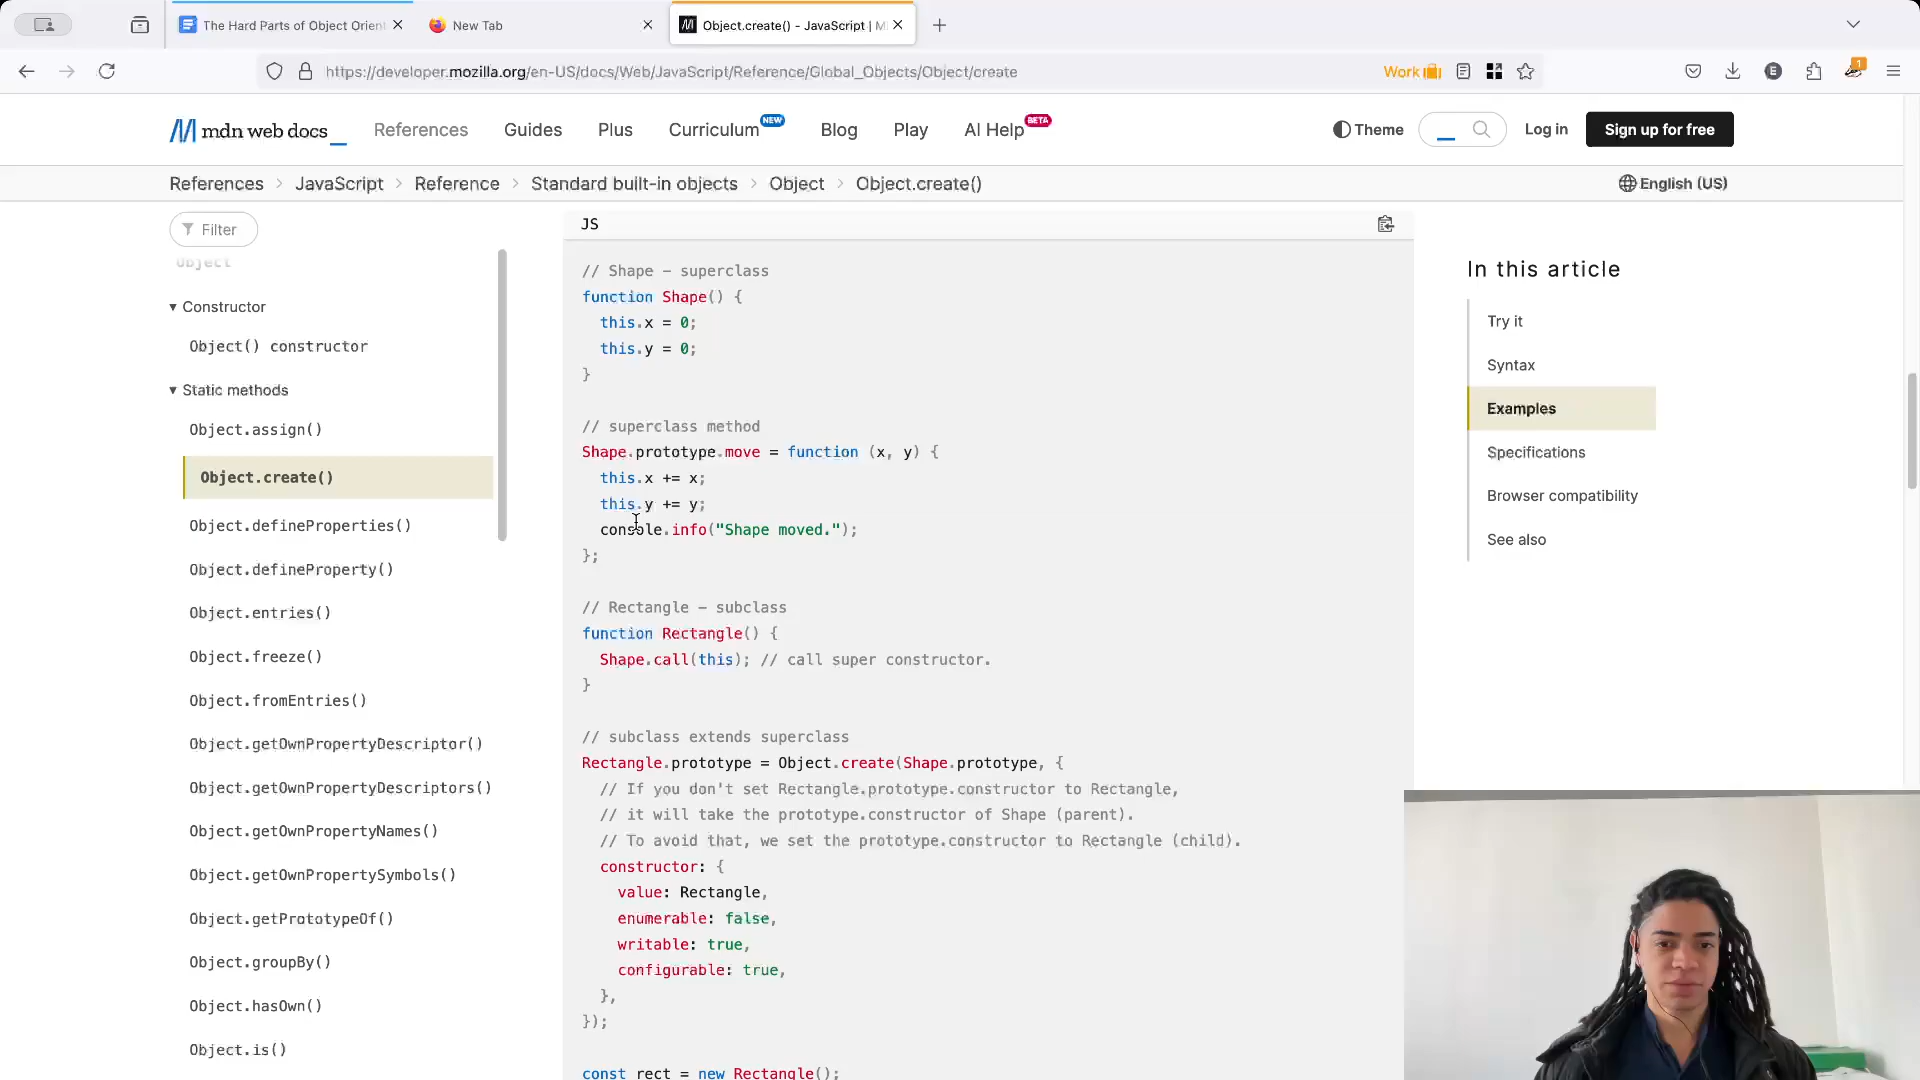 The Hard Parts of Object Orien
New Tab
Object.create() - JavaScript | M
https://developer.mozilla.org/en-US/docs/Web/JavaScript/Reference/Global_Objects/Object/create
Work
E
1
mdn web docs
References
Guides
Plus
Curriculum NEW
Blog
Play
AI Help BETA
Theme
Log in
Sign up for free
References > JavaScript > Reference > Standard built-in objects > Object > Object.create()
English (US)
Filter
Object
Constructor
Object() constructor
Static methods
Object.assign()
Object.create()
Object.defineProperties()
Object.defineProperty()
Object.entries()
Object.freeze()
Object.fromEntries()
Object.getOwnPropertyDescriptor()
Object.getOwnPropertyDescriptors()
Object.getOwnPropertyNames()
Object.getOwnPropertySymbols()
Object.getPrototypeOf()
Object.groupBy()
Object.hasOwn()
Object.is()
JS
// Shape – superclass
function Shape() {
this.x = 0;
this.y = 0;
}
// superclass method
Shape.prototype.move = function (x, y) {
this.x += x;
this.y += y;
console.info("Shape moved.");
};
// Rectangle – subclass
function Rectangle() {
Shape.call(this); // call super constructor.
}
// subclass extends superclass
Rectangle.prototype = Object.create(Shape.prototype, {
// If you don't set Rectangle.prototype.constructor to Rectangle,
// it will take the prototype.constructor of Shape (parent).
// To avoid that, we set the prototype.constructor to Rectangle (child).
constructor: {
value: Rectangle,
enumerable: false,
writable: true,
configurable: true,
},
});
const rect = new Rectangle();
In this article
Try it
Syntax
Examples
Specifications
Browser compatibility
See also